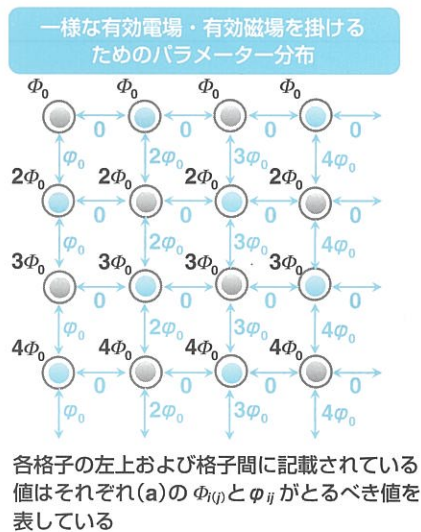 一様な有効電場・有効磁場を掛ける
ためのパラメーター分布
Φ₀ Φ₀ Φ₀ Φ₀
0 0 0 0
φ₀ 2φ₀ 3φ₀ 4φ₀
2Φ₀ 2Φ₀ 2Φ₀ 2Φ₀
0 0 0 0
φ₀ 2φ₀ 3φ₀ 4φ₀
3Φ₀ 3Φ₀ 3Φ₀ 3Φ₀
0 0 0 0
φ₀ 2φ₀ 3φ₀ 4φ₀
4Φ₀ 4Φ₀ 4Φ₀ 4Φ₀
0 0 0 0
φ₀ 2φ₀ 3φ₀ 4φ₀
各格子の左上および格子間に記載されている
値はそれぞれ(a)の Φi(j)とφij がとるべき値を
表している